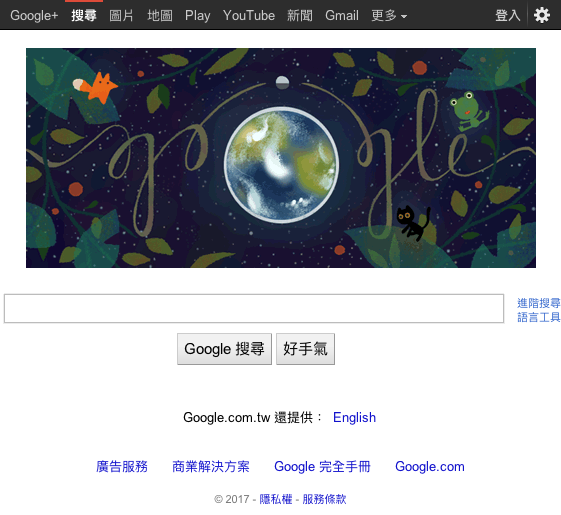 Google+ 搜尋 圖片 地圖 Play YouTube 新聞 Gmail 更多 登入
Google
進階搜尋
語言工具
Google 搜尋 好手氣
Google.com.tw 還提供： English
廣告服務 商業解決方案 Google 完全手冊 Google.com
© 2017 - 隱私權 - 服務條款